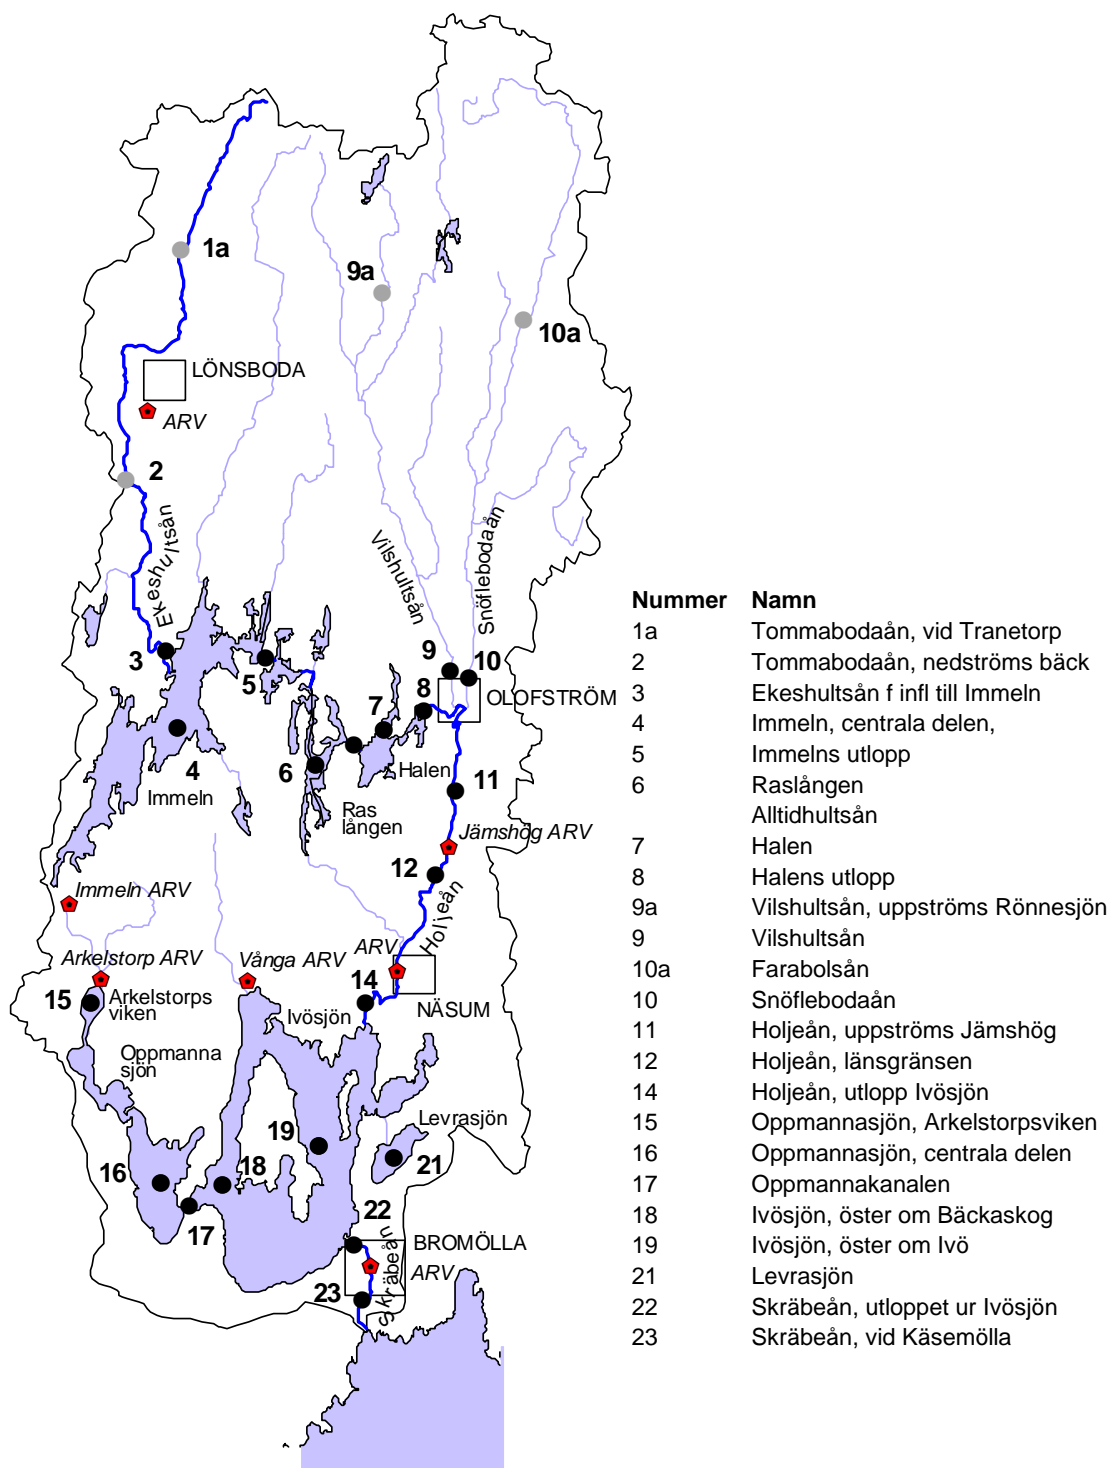 1a
9a
10a
LÖNSBODA
ARV
2
Ekeshultsån
Vilshultsån
Snöflebodaån
3
5
9
10
8
OLOFSTRÖM
7
4
Immeln
6
Halen
11
Ras
lången
Jämshög ARV
12
Immeln ARV
Holjeån
Arkelstorp ARV
Vånga ARV
ARV
14
15
Arkelstorps
viken
Ivösjön
NÄSUM
Oppmanna
sjön
Levrasjön
19
21
16
18
17
22
BROMÖLLA
ARV
Skräbeån
23
Nummer Namn
1a Tommabodaån, vid Tranetorp
2 Tommabodaån, nedströms bäck
3 Ekeshultsån f infl till Immeln
4 Immeln, centrala delen,
5 Immelns utlopp
6 Raslången
Alltidhultsån
7 Halen
8 Halens utlopp
9a Vilshultsån, uppströms Rönnesjön
9 Vilshultsån
10a Farabolsån
10 Snöflebodaån
11 Holjeån, uppströms Jämshög
12 Holjeån, länsgränsen
14 Holjeån, utlopp Ivösjön
15 Oppmannasjön, Arkelstorpsviken
16 Oppmannasjön, centrala delen
17 Oppmannakanalen
18 Ivösjön, öster om Bäckaskog
19 Ivösjön, öster om Ivö
21 Levrasjön
22 Skräbeån, utloppet ur Ivösjön
23 Skräbeån, vid Käsemölla